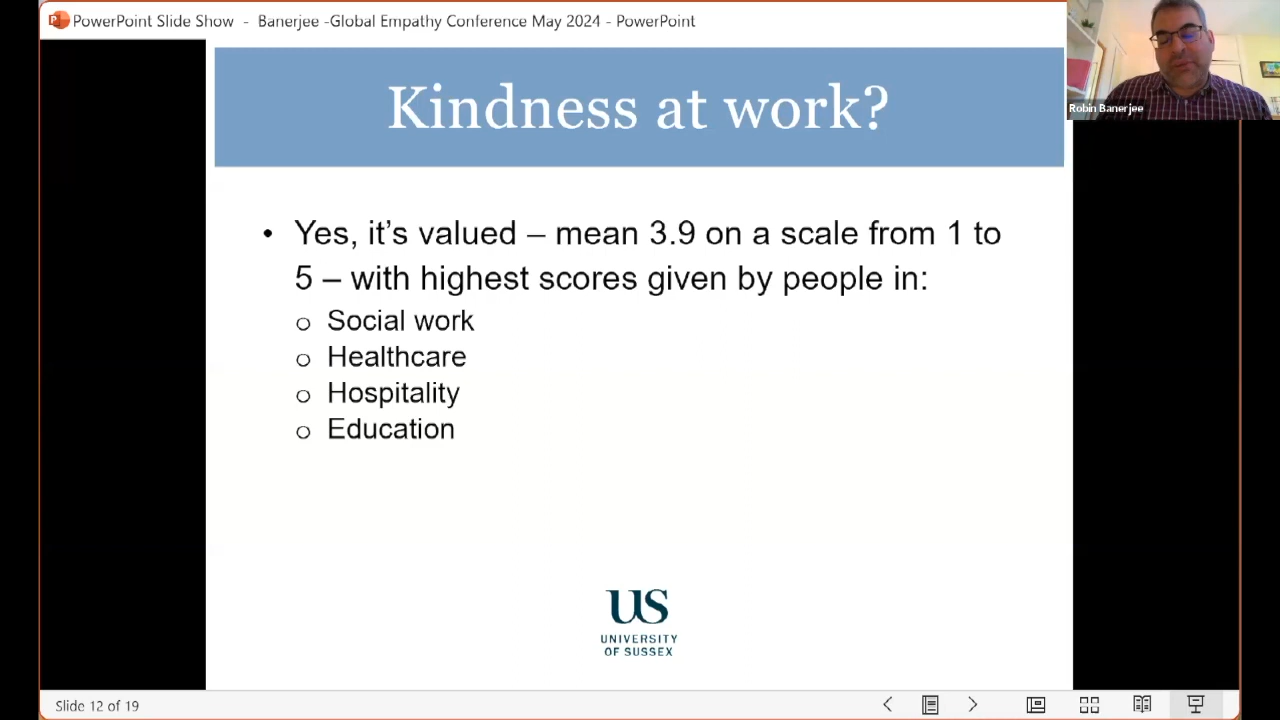 PowerPoint Slide Show - Banerjee -Global Empathy Conference May 2024 - PowerPoint
Robin Banerjee
Kindness at work?
• Yes, it's valued – mean 3.9 on a scale from 1 to
5 – with highest scores given by people in:
o Social work
o Healthcare
o Hospitality
o Education
US
UNIVERSITY
OF SUSSEX
Slide 12 of 19